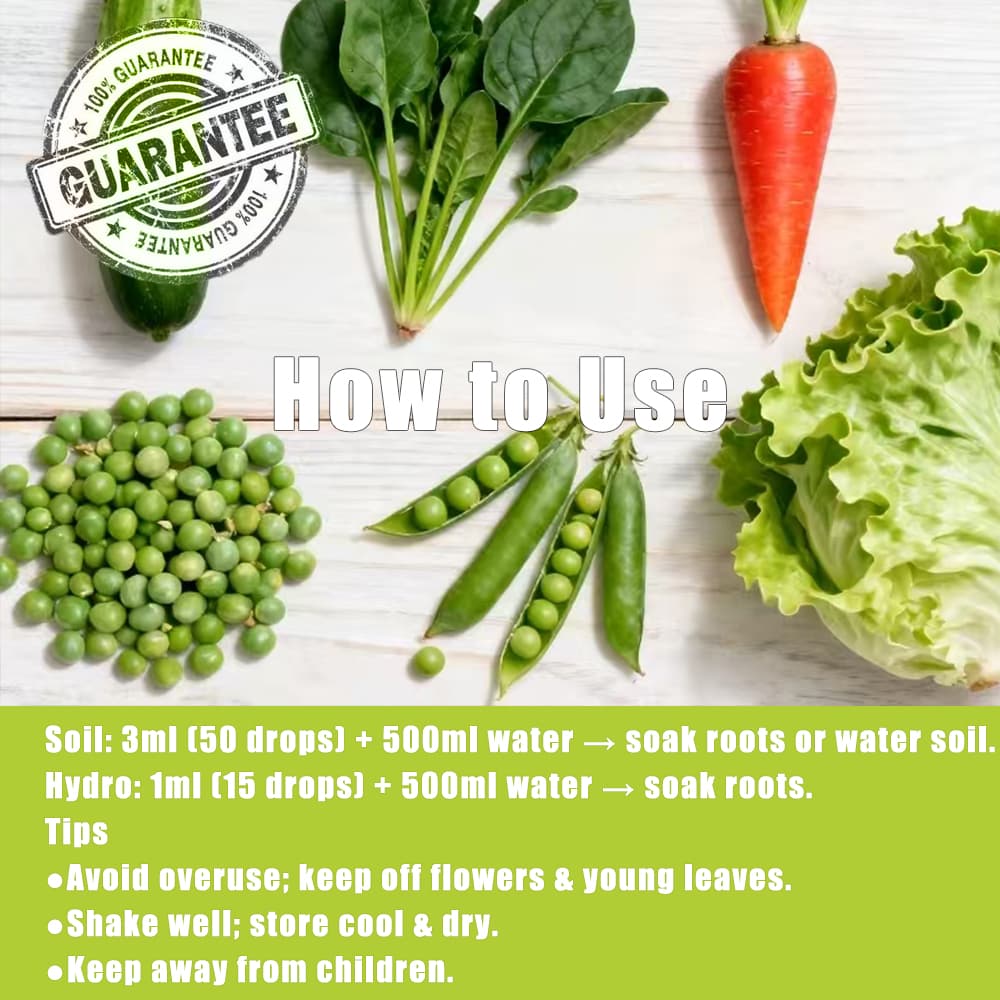 100% GUARANTEE
GUARANTEE
100% GUARANTEE
How to Use
Soil: 3ml (50 drops) + 500ml water → soak roots or water soil.
Hydro: 1ml (15 drops) + 500ml water → soak roots.
Tips
●Avoid overuse; keep off flowers & young leaves.
●Shake well; store cool & dry.
●Keep away from children.